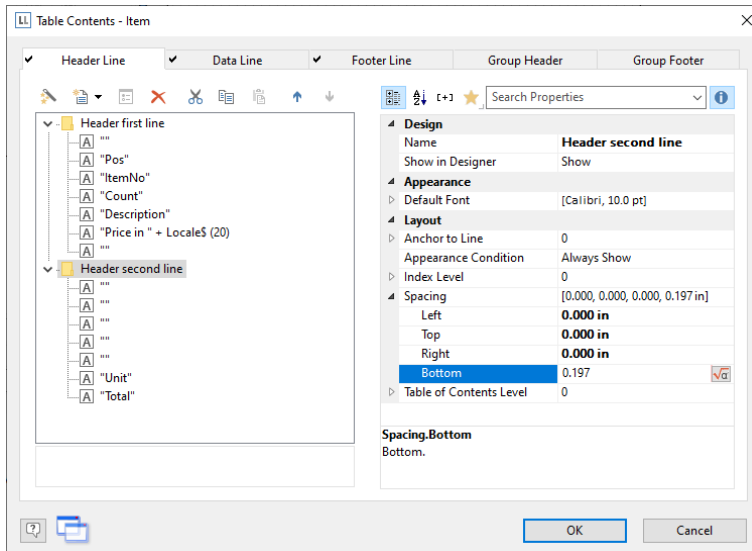 LL Table Contents - Item
Header Line Data Line Footer Line Group Header Group Footer
Search Properties
Header first line
A ""
A "Pos"
A "ItemNo"
A "Count"
A "Description"
A "Price in " + Locale$ (20)
A ""
Header second line
A ""
A ""
A ""
A ""
A ""
A "Unit"
A "Total"
Design
Name Header second line
Show in Designer Show
Appearance
Default Font [Calibri, 10.0 pt]
Layout
Anchor to Line 0
Appearance Condition Always Show
Index Level 0
Spacing [0.000, 0.000, 0.000, 0.197 in]
Left 0.000 in
Top 0.000 in
Right 0.000 in
Bottom 0.197
Table of Contents Level 0
Spacing.Bottom
Bottom.
OK Cancel